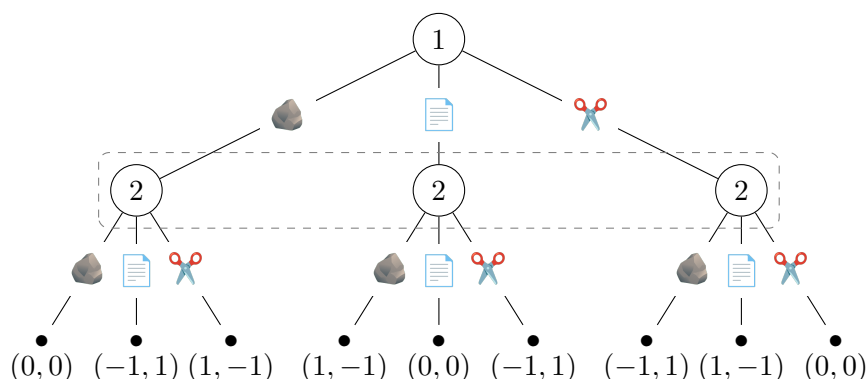 1
2 2 2
(0, 0) (−1, 1) (1, −1) (1, −1) (0, 0) (−1, 1) (−1, 1) (1, −1) (0, 0)